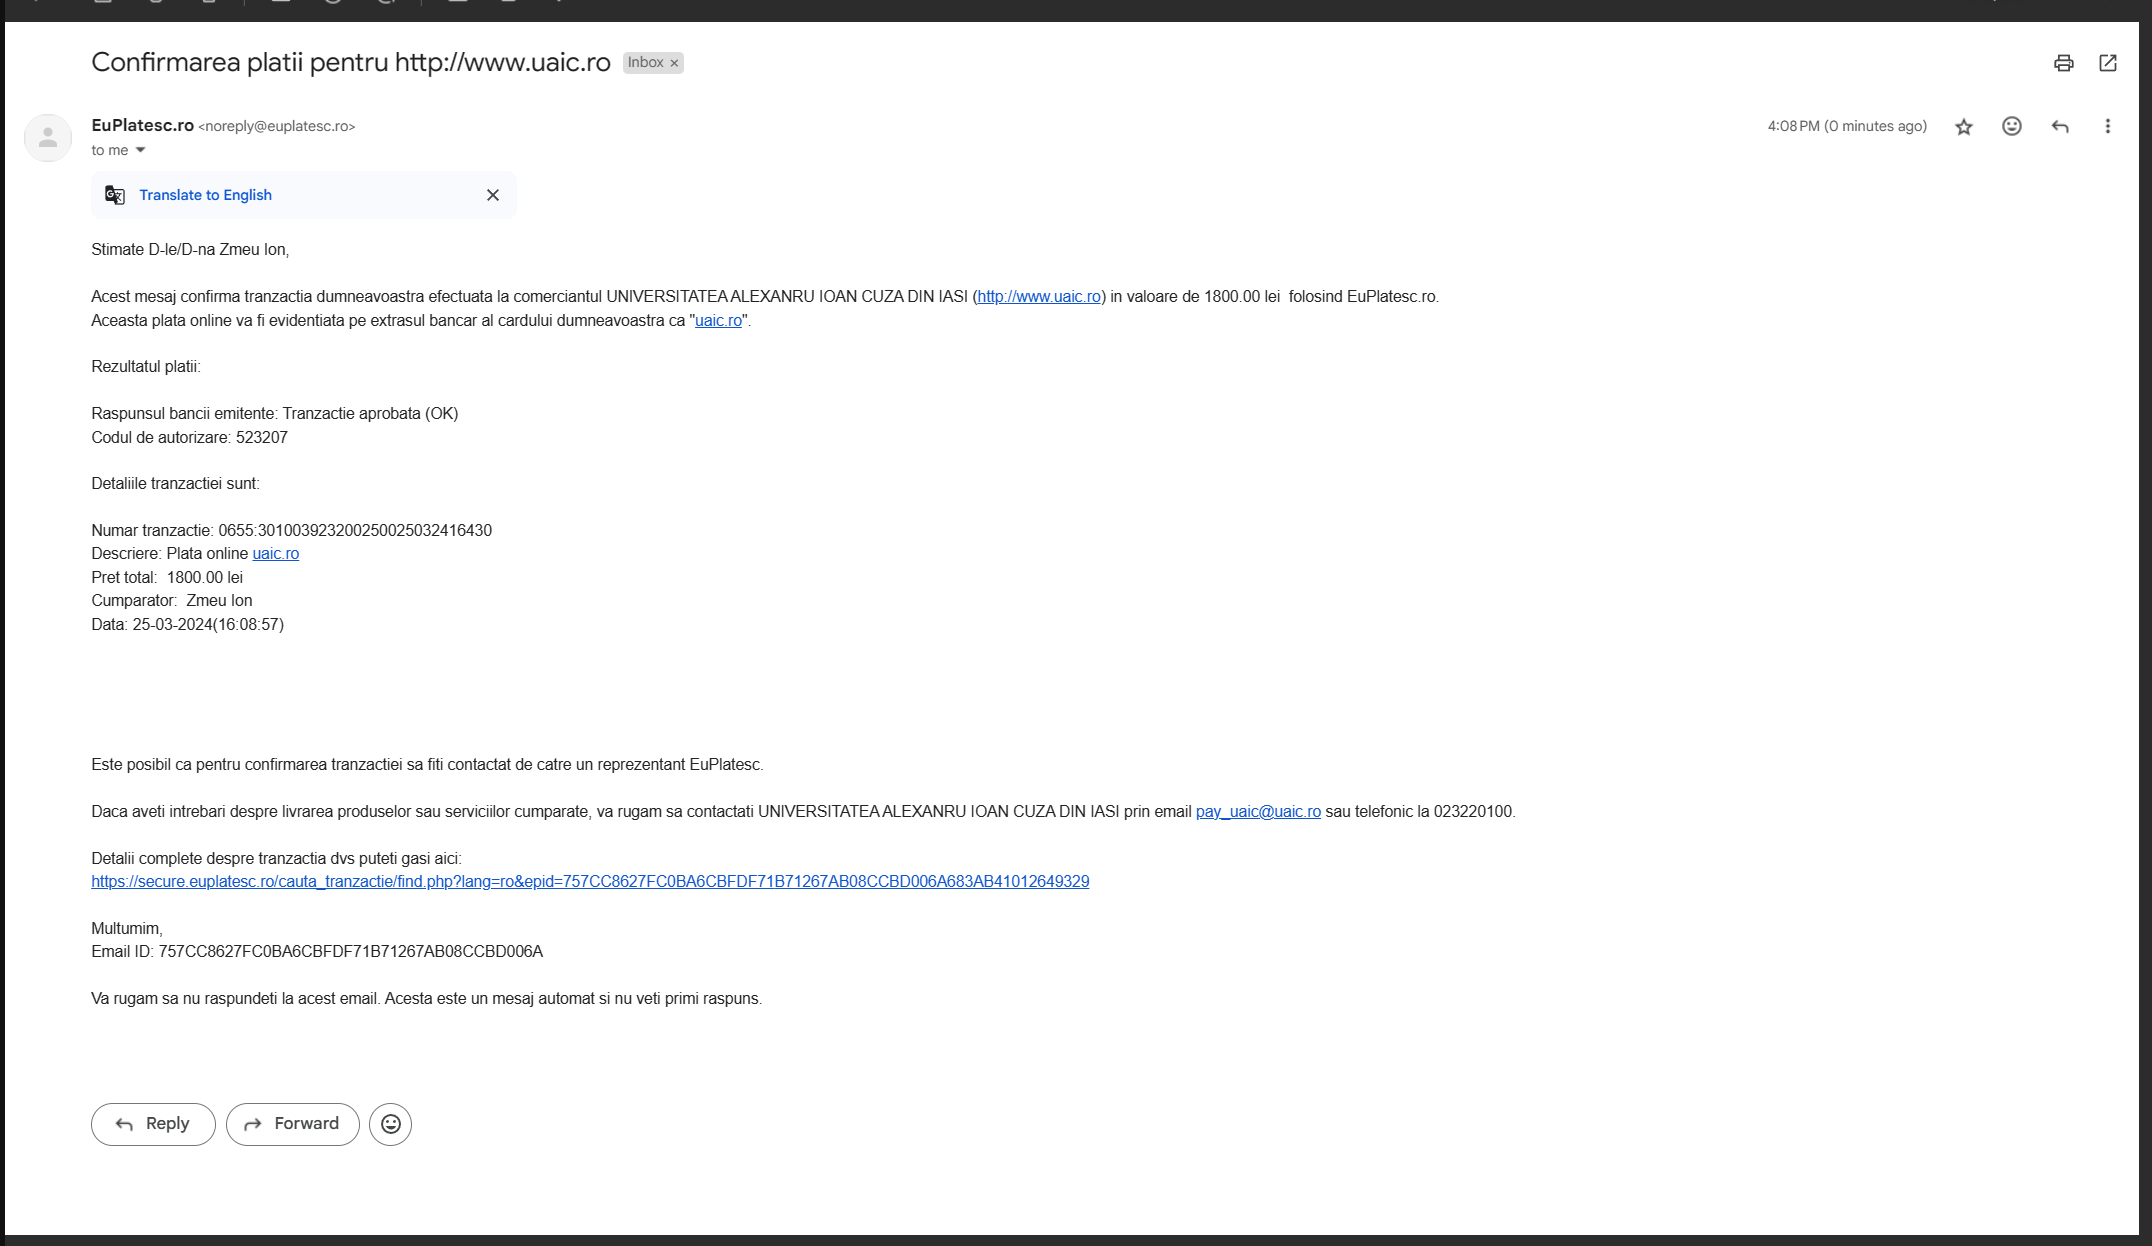 Confirmarea platii pentru http://www.uaic.ro Inbox ×
EuPlatesc.ro <noreply@euplatesc.ro> 4:08 PM (0 minutes ago)
to me
Translate to English
Stimate D-le/D-na Zmeu Ion,
Acest mesaj confirma tranzactia dumneavoastra efectuata la comerciantul UNIVERSITATEA ALEXANRU IOAN CUZA DIN IASI (http://www.uaic.ro) in valoare de 1800.00 lei folosind EuPlatesc.ro.
Aceasta plata online va fi evidentiata pe extrasul bancar al cardului dumneavoastra ca "uaic.ro".
Rezultatul platii:
Raspunsul bancii emitente: Tranzactie aprobata (OK)
Codul de autorizare: 523207
Detaliile tranzactiei sunt:
Numar tranzactie: 0655:301003923200250025032416430
Descriere: Plata online uaic.ro
Pret total: 1800.00 lei
Cumparator: Zmeu Ion
Data: 25-03-2024(16:08:57)
Este posibil ca pentru confirmarea tranzactiei sa fiti contactat de catre un reprezentant EuPlatesc.
Daca aveti intrebari despre livrarea produselor sau serviciilor cumparate, va rugam sa contactati UNIVERSITATEA ALEXANRU IOAN CUZA DIN IASI prin email pay_uaic@uaic.ro sau telefonic la 023220100.
Detalii complete despre tranzactia dvs puteti gasi aici:
https://secure.euplatesc.ro/cauta_tranzactie/find.php?lang=ro&epid=757CC8627FC0BA6CBFDF71B71267AB08CCBD006A683AB41012649329
Multumim,
Email ID: 757CC8627FC0BA6CBFDF71B71267AB08CCBD006A
Va rugam sa nu raspundeti la acest email. Acesta este un mesaj automat si nu veti primi raspuns.
Reply Forward